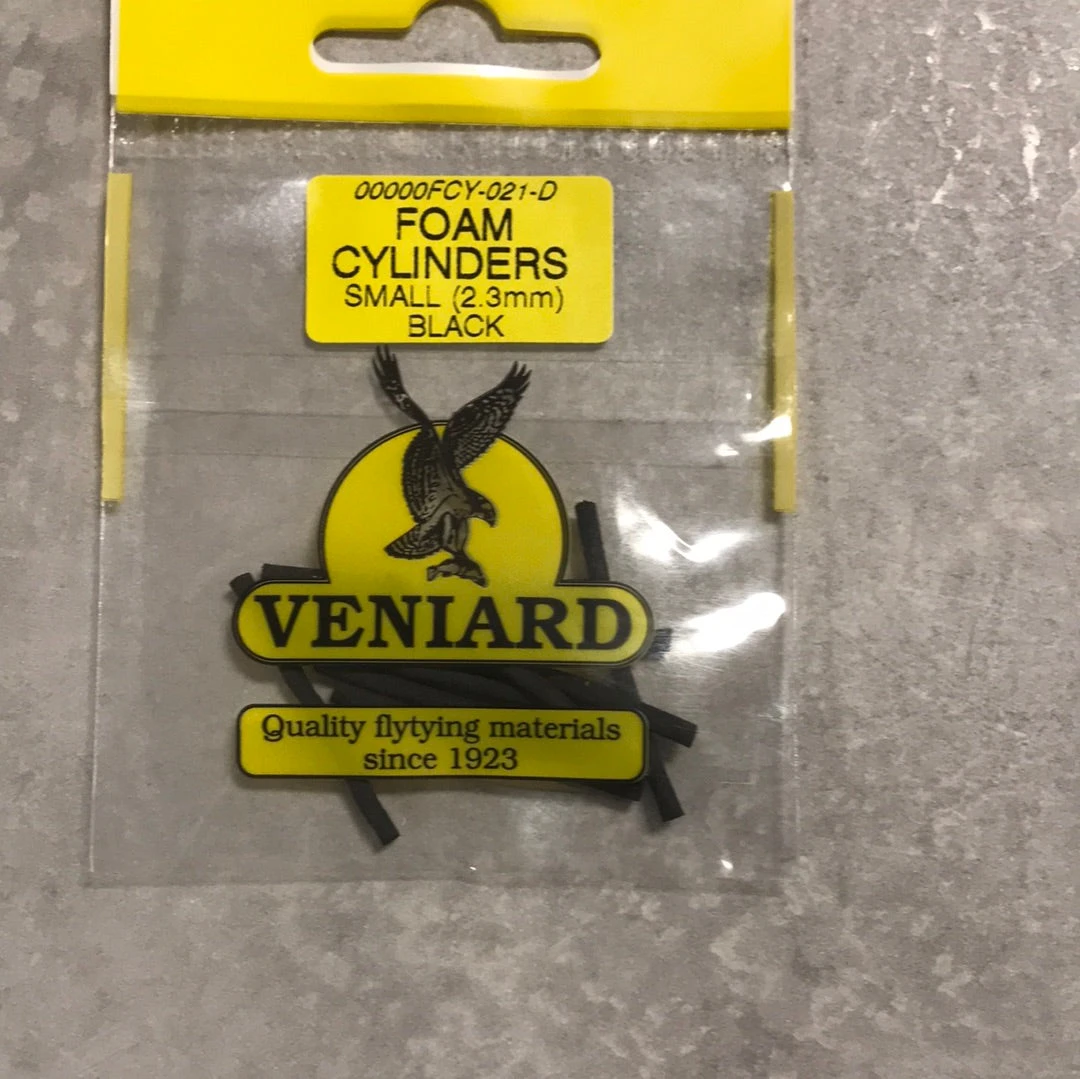 00000FCY-021-D
FOAM
CYLINDERS
SMALL (2.3mm)
BLACK
VENIARD
Quality flytying materials
since 1923